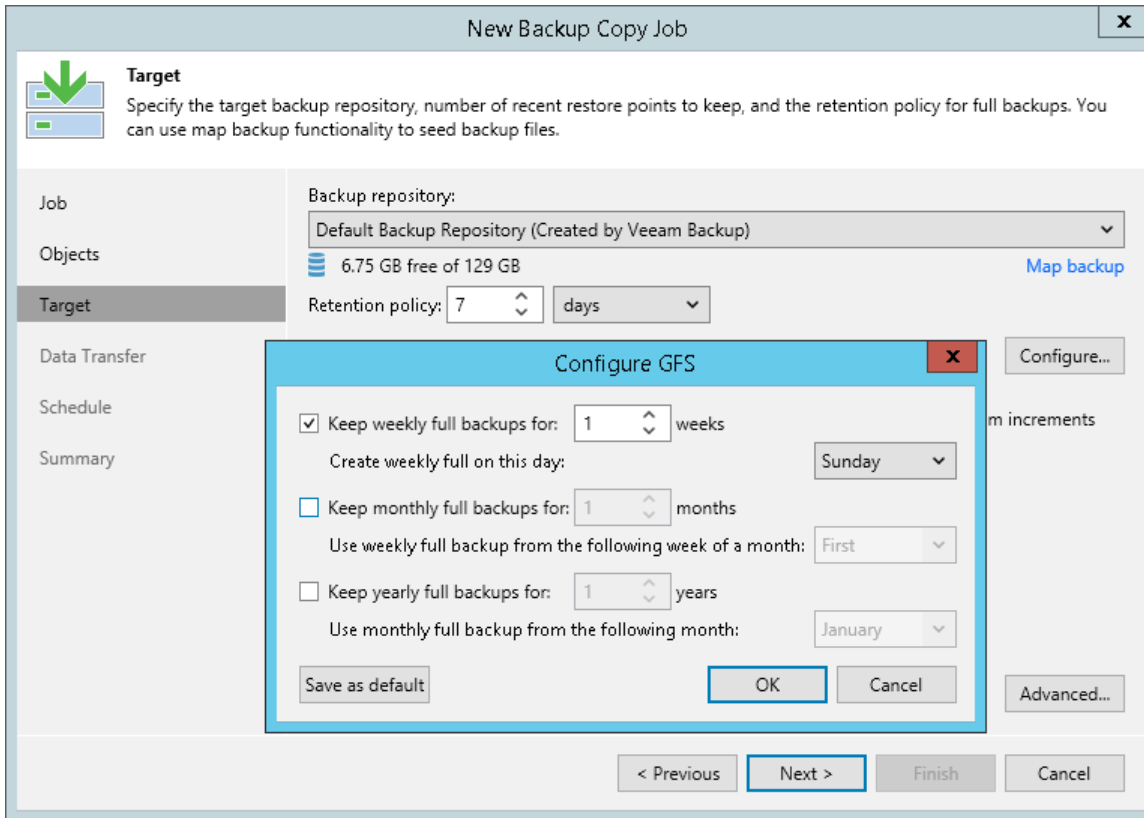 New Backup Copy Job
x
Target
Specify the target backup repository, number of recent restore points to keep, and the retention policy for full backups. You
can use map backup functionality to seed backup files.
Job
Objects
Target
Data Transfer
Schedule
Summary
Backup repository:
Default Backup Repository (Created by Veeam Backup)
6.75 GB free of 129 GB
Map backup
Retention policy: 7 days
Configure...
m increments
Configure GFS
x
Keep weekly full backups for: 1 weeks
Create weekly full on this day: Sunday
Keep monthly full backups for: 1 months
Use weekly full backup from the following week of a month: First
Keep yearly full backups for: 1 years
Use monthly full backup from the following month: January
Save as default
OK
Cancel
Advanced...
< Previous
Next >
Finish
Cancel